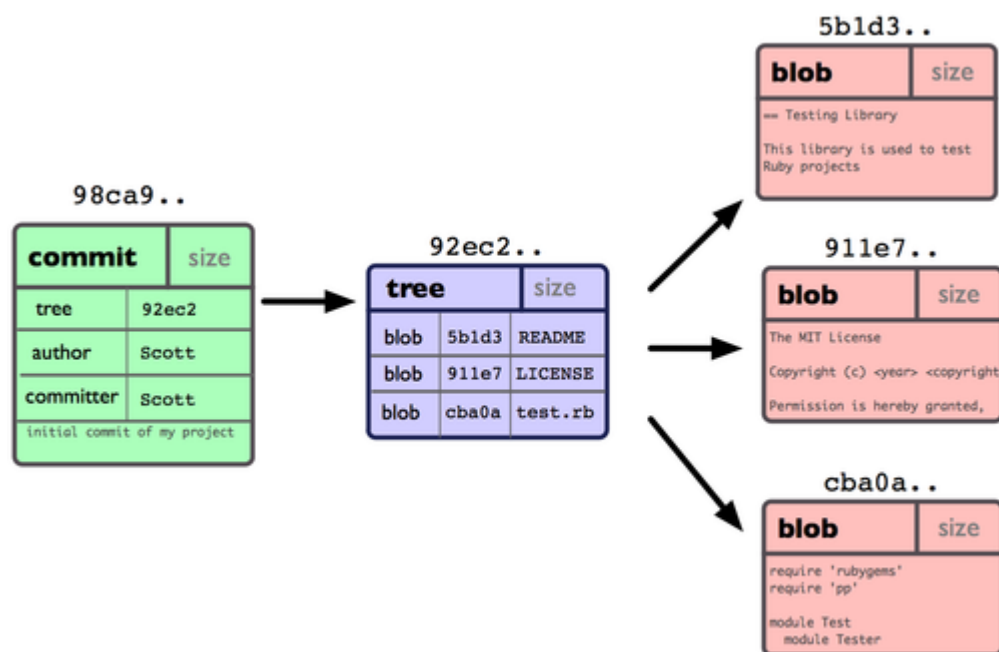 98ca9..
commit size
tree 92ec2
author Scott
committer Scott
initial commit of my project
92ec2..
tree size
blob 5b1d3 README
blob 911e7 LICENSE
blob cba0a test.rb
5b1d3..
blob size
== Testing Library
This library is used to test
Ruby projects
911e7..
blob size
The MIT License
Copyright (c) <year> <copyright
Permission is hereby granted,
cba0a..
blob size
require 'rubygems'
require 'pp'
module Test
module Tester